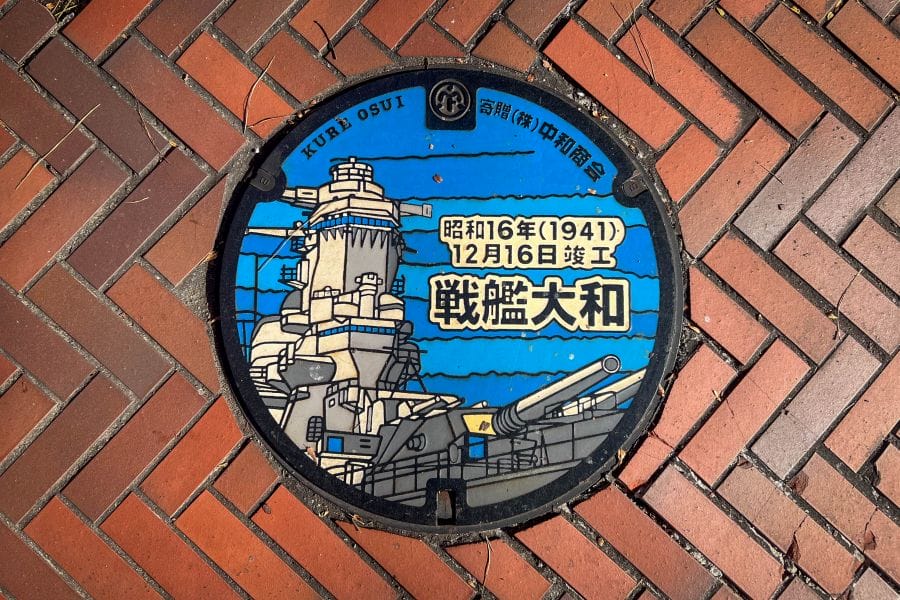 KURE OSUI
寄贈(株)中和商会
昭和16年(1941)
12月16日竣工
戦艦大和